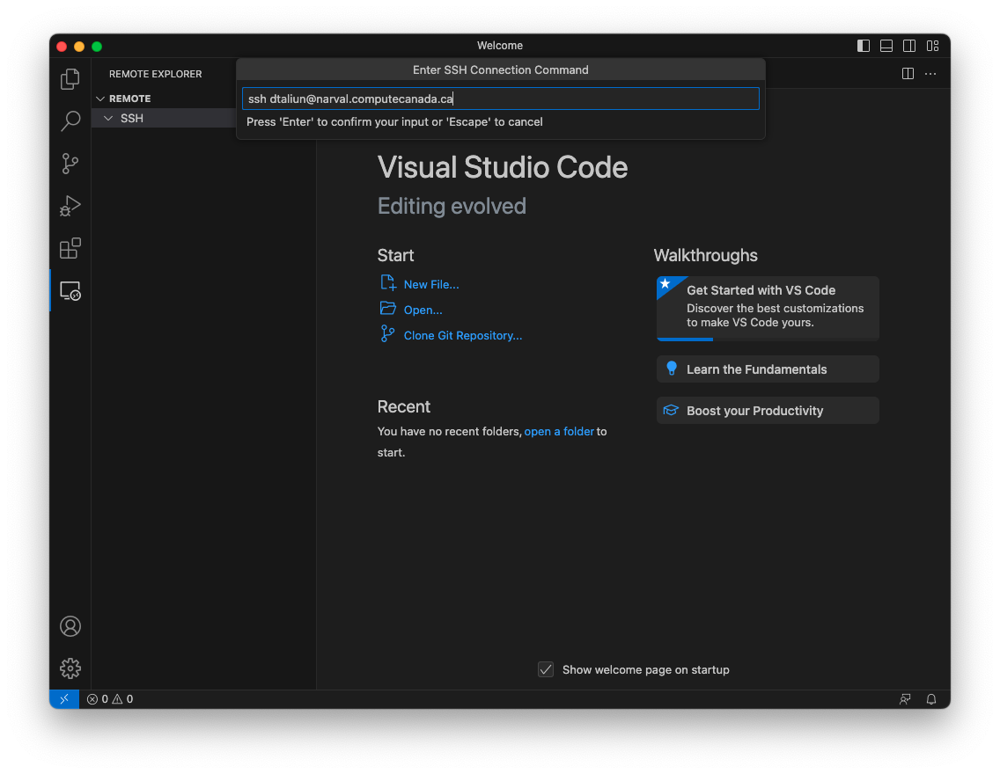 Welcome
REMOTE EXPLORER
REMOTE
SSH
Enter SSH Connection Command
ssh dtaliun@narval.computecanada.ca
Press 'Enter' to confirm your input or 'Escape' to cancel
Visual Studio Code
Editing evolved
Start
New File...
Open...
Clone Git Repository...
Recent
You have no recent folders, open a folder to
start.
Walkthroughs
Get Started with VS Code
Discover the best customizations
to make VS Code yours.
Learn the Fundamentals
Boost your Productivity
Show welcome page on startup
0 0